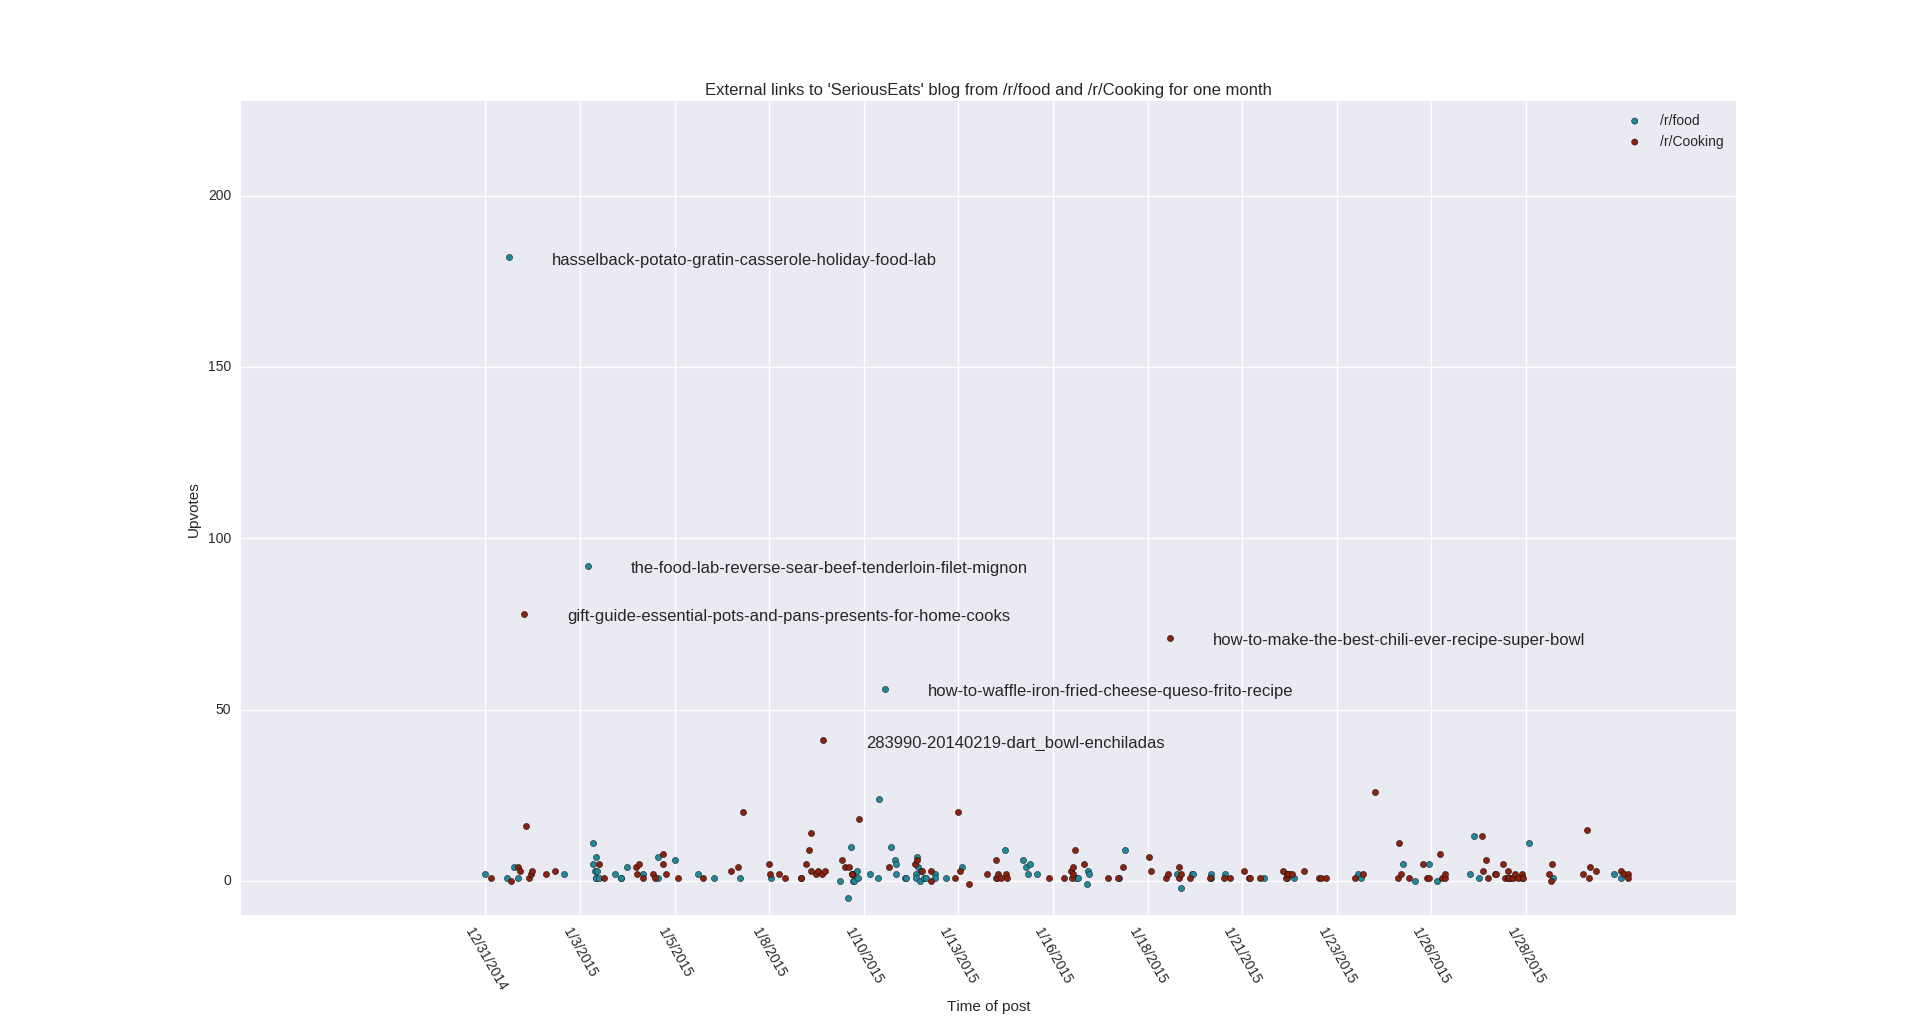 External links to 'SeriousEats' blog from /r/food and /r/Cooking for one month
/r/food
/r/Cooking
200
hasselback-potato-gratin-casserole-holiday-food-lab
150
100
Upvotes
the-food-lab-reverse-sear-beef-tenderloin-filet-mignon
gift-guide-essential-pots-and-pans-presents-for-home-cooks
how-to-make-the-best-chili-ever-recipe-super-bowl
how-to-waffle-iron-fried-cheese-queso-frito-recipe
50
283990-20140219-dart_bowl-enchiladas
0
12/31/2014
1/3/2015
1/5/2015
1/8/2015
1/10/2015
1/13/2015
1/16/2015
1/18/2015
1/21/2015
1/23/2015
1/26/2015
1/28/2015
Time of post